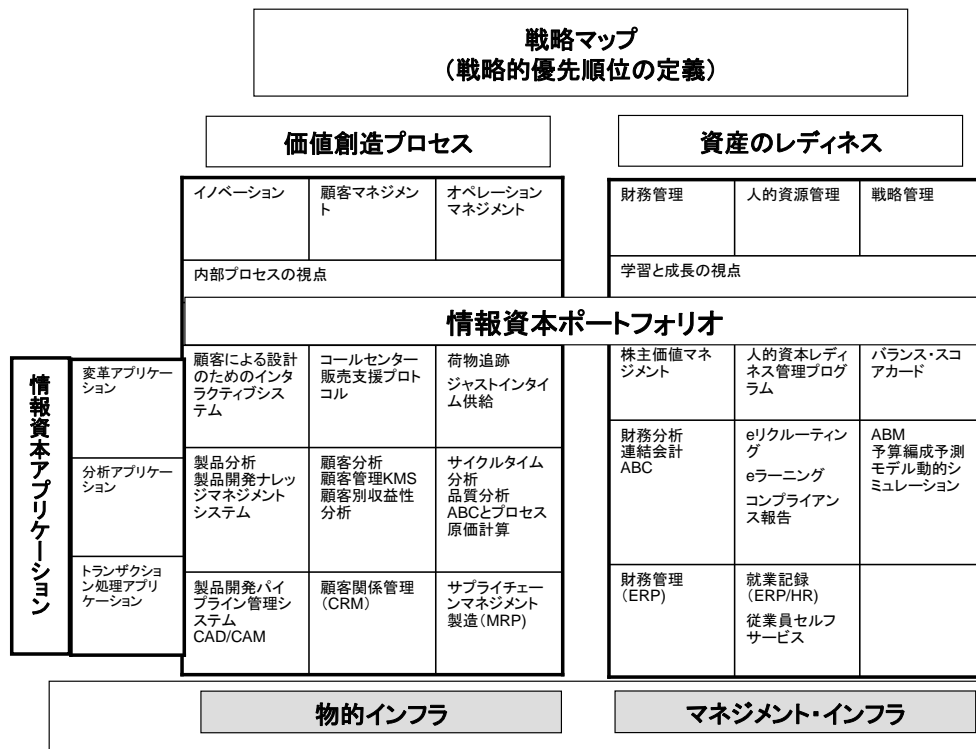 戦略マップ
（戦略的優先順位の定義）
価値創造プロセス
資産のレディネス
イノベーション
顧客マネジメン
ト
オペレーション
マネジメント
財務管理
人的資源管理
戦略管理
内部プロセスの視点
学習と成長の視点
情報資本ポートフォリオ
情報資本アプリケーション
変革アプリケー
ション
顧客による設計
のためのインタ
ラクティブシス
テム
コールセンター
販売支援プロト
コル
荷物追跡
ジャストインタイ
ム供給
株主価値マネ
ジメント
人的資本レディ
ネス管理プログ
ラム
バランス・スコ
アカード
分析アプリケー
ション
製品分析
製品開発ナレッ
ジマネジメント
システム
顧客分析
顧客管理KMS
顧客別収益性
分析
サイクルタイム
分析
品質分析
ABCとプロセス
原価計算
財務分析
連結会計
ABC
eリクルーティン
グ
eラーニング
コンプライアン
ス報告
ABM
予算編成予測
モデル動的シ
ミュレーション
トランザクショ
ン処理アプリ
ケーション
製品開発パイ
プライン管理シ
ステム
CAD/CAM
顧客関係管理
（CRM）
サプライチェー
ンマネジメント
製造（MRP）
財務管理
（ERP）
就業記録
（ERP/HR）
従業員セルフ
サービス
物的インフラ
マネジメント・インフラ